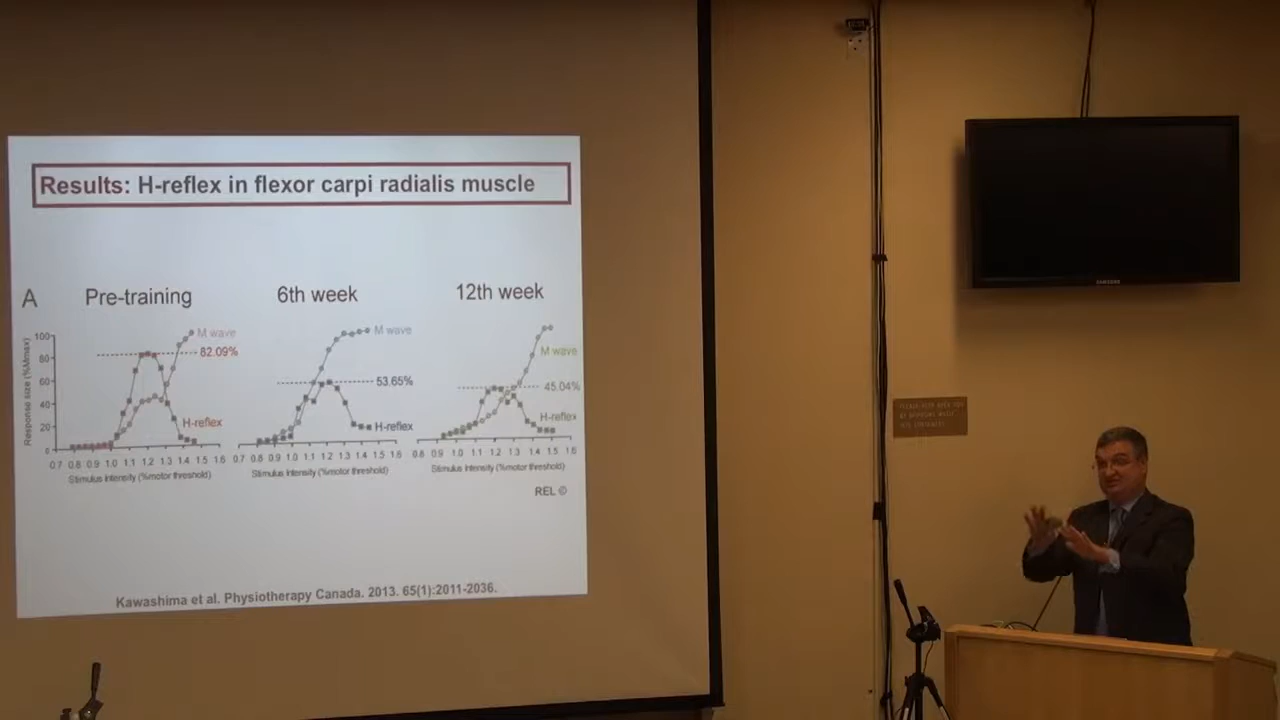 Results: H-reflex in flexor carpi radialis muscle
A
Pre-training
6th week
12th week
Response size (%Mmax)
100
80
60
40
20
0
M wave
82.09%
H-reflex
0.7 0.8 0.9 1.0 1.1 1.2 1.3 1.4 1.5 1.6
Stimulus Intensity (%motor threshold)
M wave
53.65%
H-reflex
0.7 0.8 0.9 1.0 1.1 1.2 1.3 1.4 1.5 1.6
Stimulus Intensity (%motor threshold)
M wave
45.04%
H-reflex
0.8 0.9 1.0 1.1 1.2 1.3 1.4 1.5 1.6
Stimulus Intensity (%motor threshold)
REL ©
Kawashima et al. Physiotherapy Canada. 2013. 65(1):2011-2036.
SAMSUNG